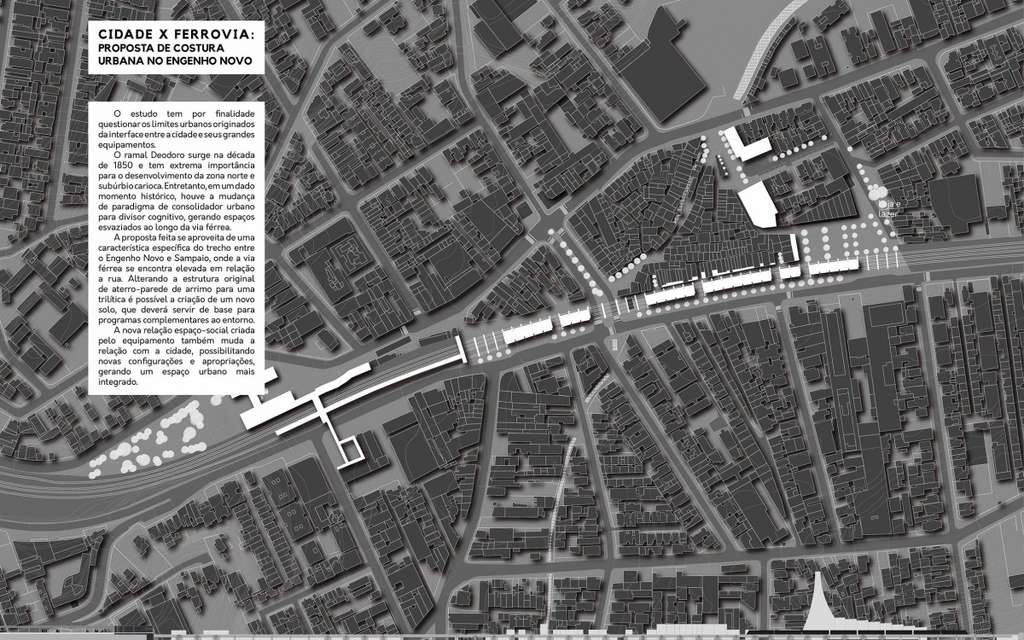 CIDADE X FERROVIA:
PROPOSTA DE COSTURA
URBANA NO ENGENHO NOVO
O estudo tem por finalidade
questionar os limites urbanos originados
da interface entre a cidade e seus grandes
equipamentos.
O ramal Deodoro surge na década
de 1850 e tem extrema importância
para o desenvolvimento da zona norte e
subúrbio carioca. Entretanto, em um dado
momento histórico, houve a mudança
de paradigma de consolidador urbano
para divisor cognitivo, gerando espaços
esvaziados ao longo da via férrea.
A proposta feita se aproveita de uma
característica específica do trecho entre
o Engenho Novo e Sampaio, onde a via
férrea se encontra elevada em relação
a rua. Alterando a estrutura original
de aterro-parede de arrimo para uma
trilítica é possível a criação de um novo
solo, que deverá servir de base para
programas complementares ao entorno.
A nova relação espaço-social criada
pelo equipamento também muda a
relação com a cidade, possibilitando
novas configurações e apropriações,
gerando um espaço urbano mais
integrado.
lazer